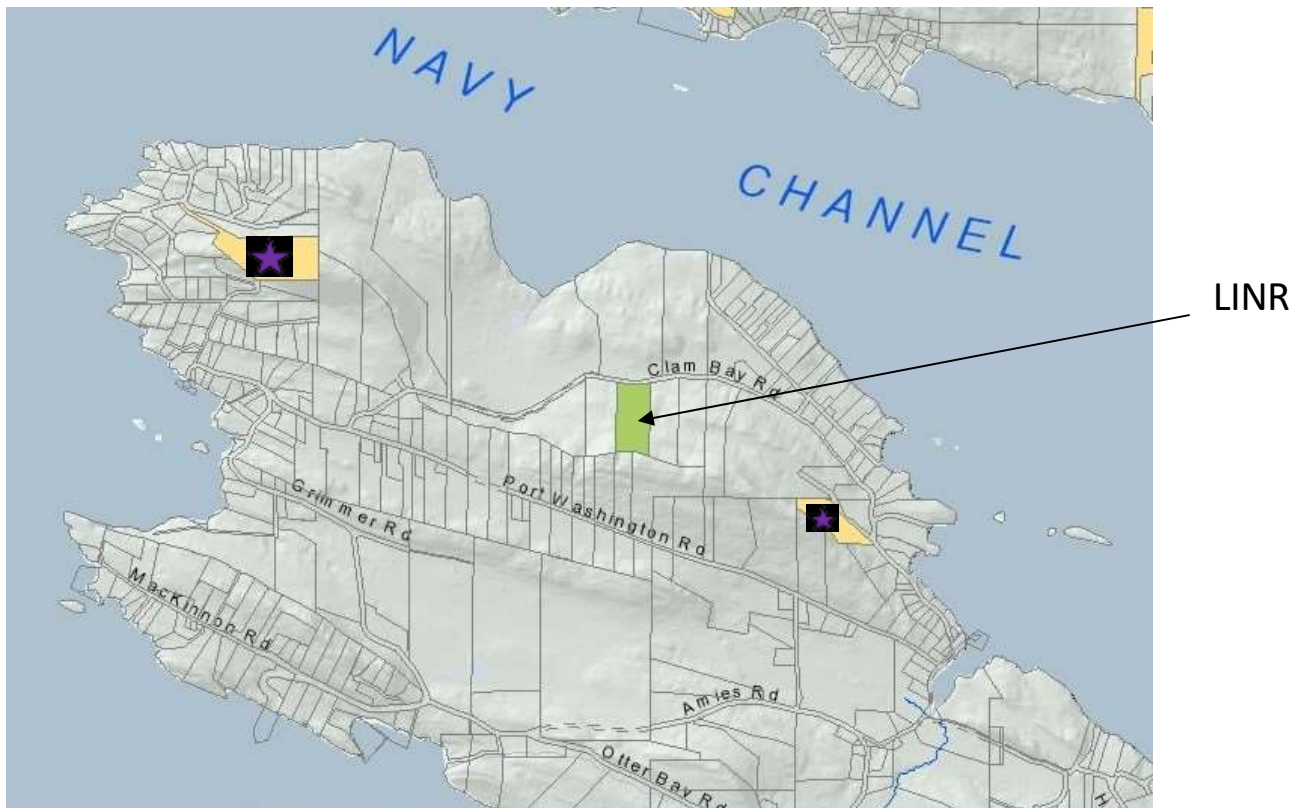 NAVY
CHANNEL
LINR
Clam Bay Rd
Port Washington Rd
Grimmer Rd
MacKinnon Rd
Amies Rd
Otter Bay Rd
H